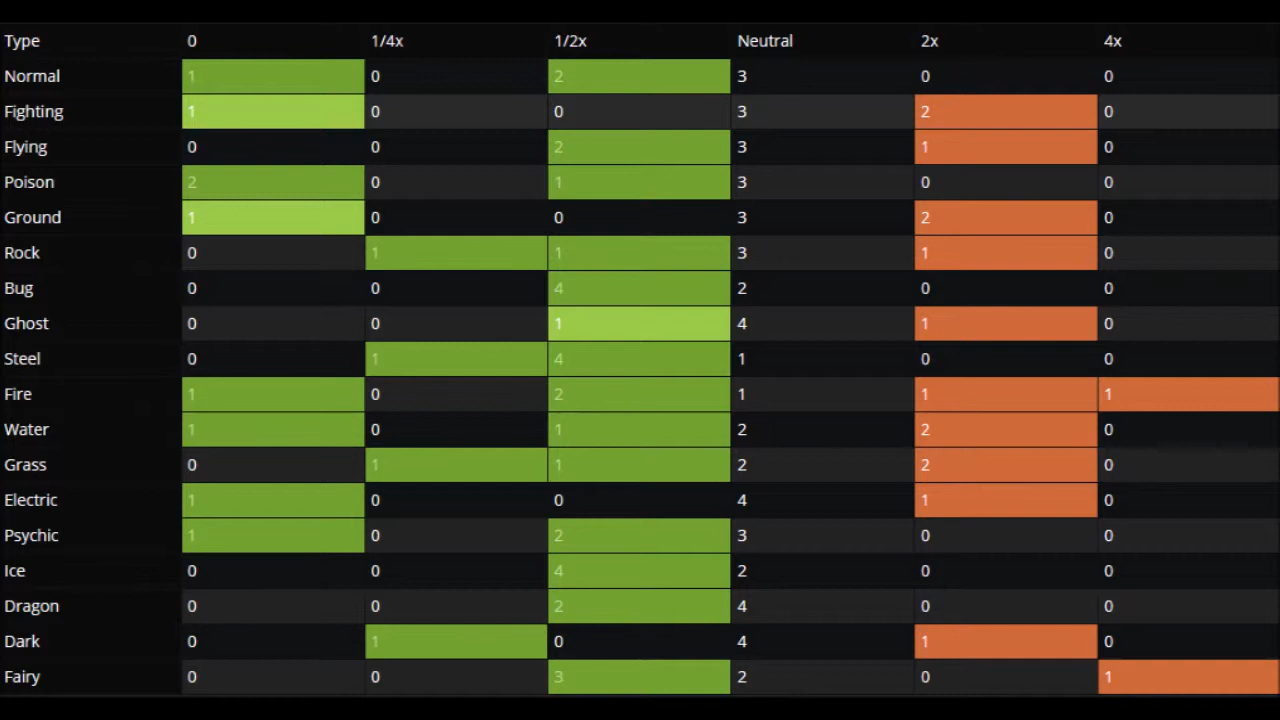 Type 0 1/4x 1/2x Neutral 2x 4x
Normal 1 0 2 3 0 0
Fighting 1 0 0 3 2 0
Flying 0 0 2 3 1 0
Poison 2 0 1 3 0 0
Ground 1 0 0 3 2 0
Rock 0 1 1 3 1 0
Bug 0 0 4 2 0 0
Ghost 0 0 1 4 1 0
Steel 0 1 4 1 0 0
Fire 1 0 2 1 1 1
Water 1 0 1 2 2 0
Grass 0 1 1 2 2 0
Electric 1 0 0 4 1 0
Psychic 1 0 2 3 0 0
Ice 0 0 4 2 0 0
Dragon 0 0 2 4 0 0
Dark 0 1 0 4 1 0
Fairy 0 0 3 2 0 1